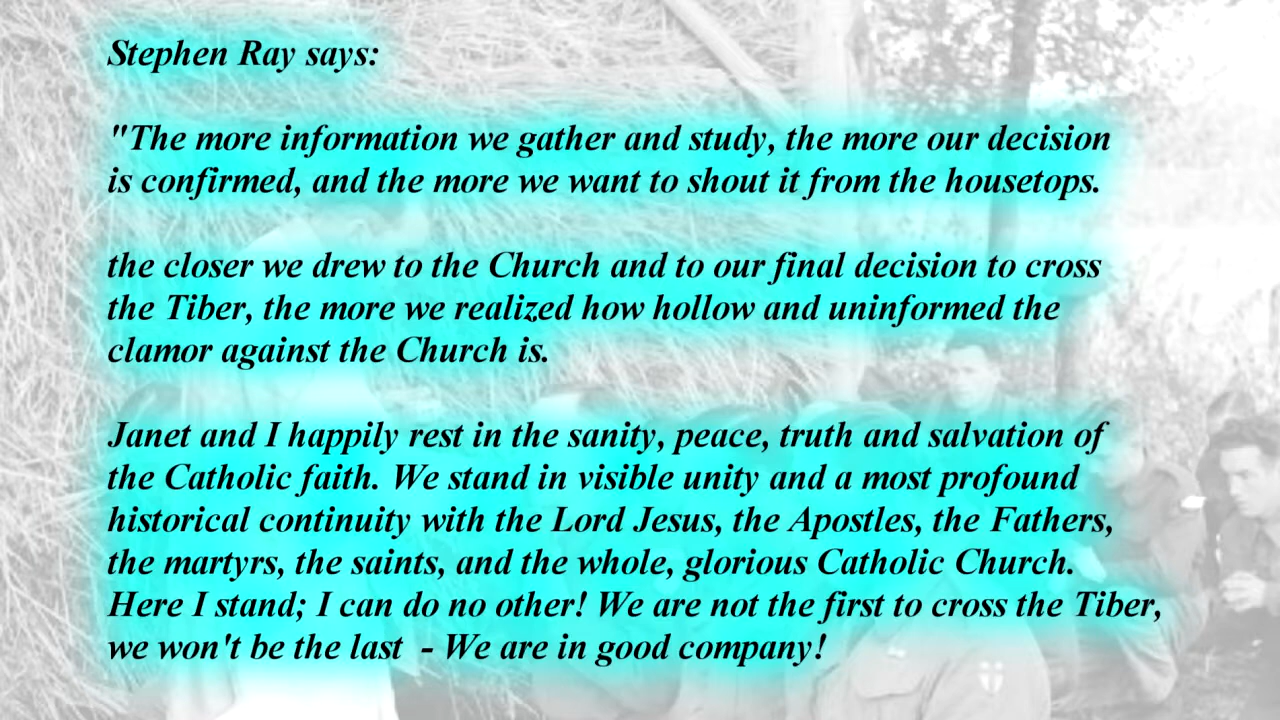 Stephen Ray says:
"The more information we gather and study, the more our decision
is confirmed, and the more we want to shout it from the housetops.
the closer we drew to the Church and to our final decision to cross
the Tiber, the more we realized how hollow and uninformed the
clamor against the Church is.
Janet and I happily rest in the sanity, peace, truth and salvation of
the Catholic faith. We stand in visible unity and a most profound
historical continuity with the Lord Jesus, the Apostles, the Fathers,
the martyrs, the saints, and the whole, glorious Catholic Church.
Here I stand; I can do no other! We are not the first to cross the Tiber,
we won't be the last  - We are in good company!